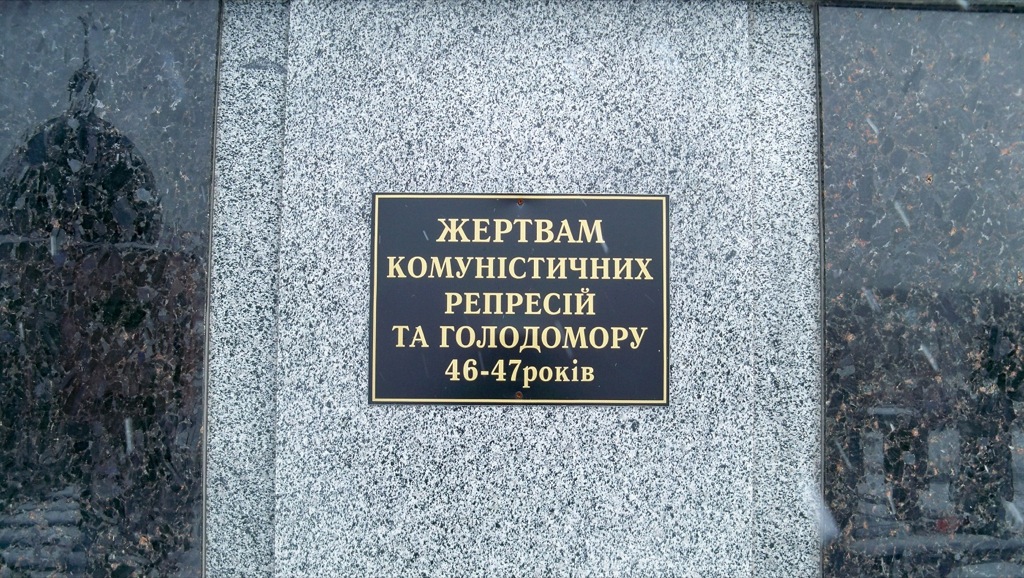 ЖЕРТВАМ
КОМУНІСТИЧНИХ
РЕПРЕСІЙ
ТА ГОЛОДОМОРУ
46-47років